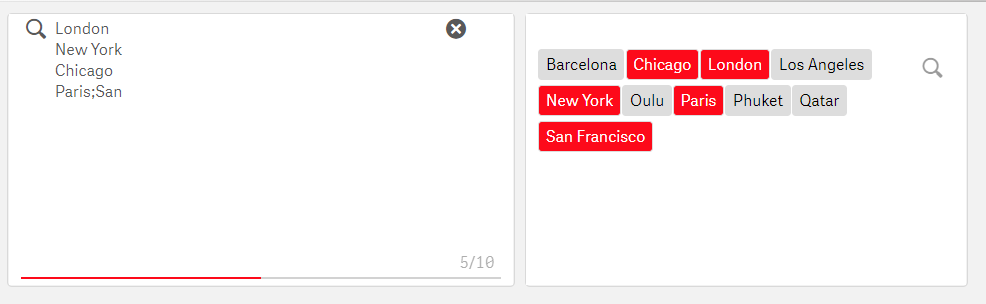 London
New York
Chicago
Paris;San
5/10
Barcelona Chicago London Los Angeles
New York Oulu Paris Phuket Qatar
San Francisco